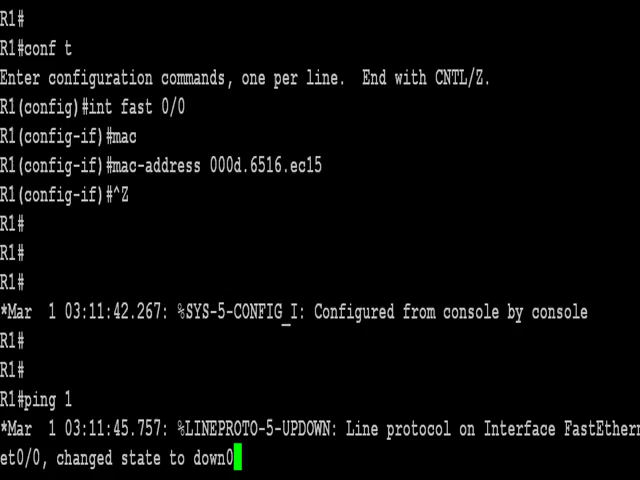 R1#
R1#conf t
Enter configuration commands, one per line.  End with CNTL/Z.
R1(config)#int fast 0/0
R1(config-if)#mac
R1(config-if)#mac-address 000d.6516.ec15
R1(config-if)#^Z
R1#
R1#
R1#
*Mar  1 03:11:42.267: %SYS-5-CONFIG_I: Configured from console by console
R1#
R1#
R1#ping 1
*Mar  1 03:11:45.757: %LINEPROTO-5-UPDOWN: Line protocol on Interface FastEthern
et0/0, changed state to down0